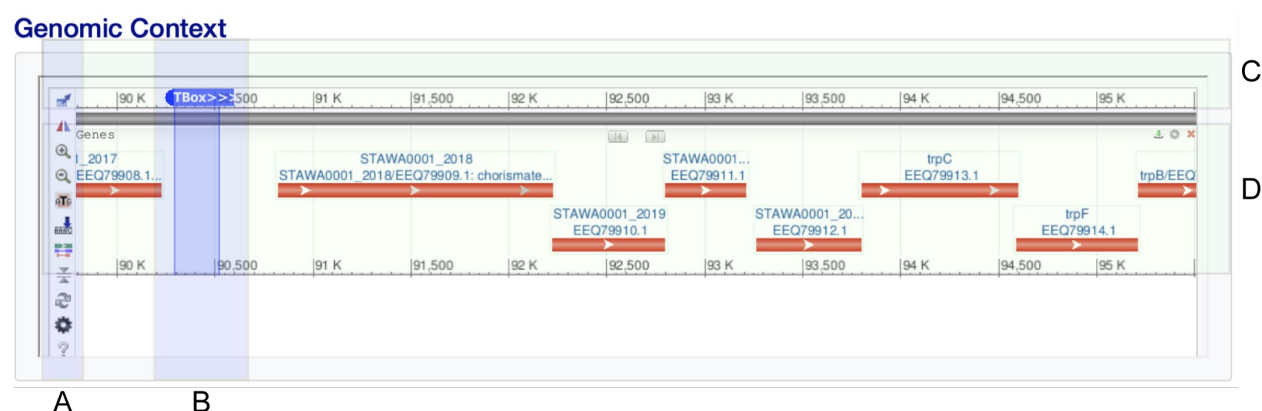 Genomic Context
C
90 K TBox>>> 500 91 K 91,500 92 K 92,500 93 K 93,500 94 K 94,500 95 K
Genes
1_2017 STAWA0001_2018 STAWA0001... trpC
EEQ79908.1... STAWA0001_2018/EEQ79909.1: chorismate... EEQ79911.1 EEQ79913.1 trpB/EEQ
D
ATG
STAWA0001_2019 STAWA0001_20... trpF
EEQ79910.1 EEQ79912.1 EEQ79914.1
90 K 90,500 91 K 91,500 92 K 92,500 93 K 93,500 94 K 94,500 95 K
?
A B